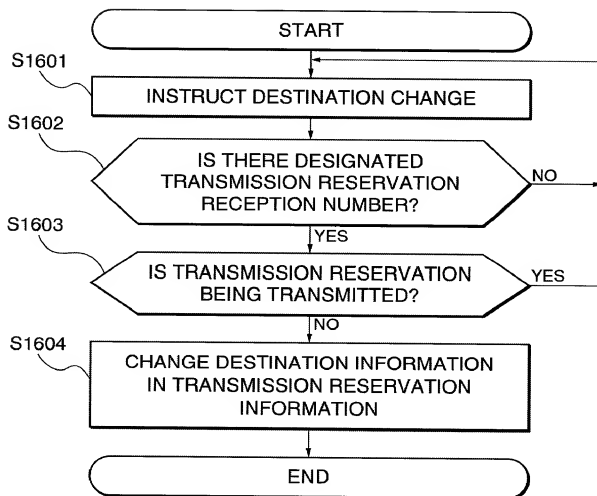 START
S1601
INSTRUCT DESTINATION CHANGE
S1602
IS THERE DESIGNATED
TRANSMISSION RESERVATION
RECEPTION NUMBER?
NO
YES
S1603
IS TRANSMISSION RESERVATION
BEING TRANSMITTED?
YES
NO
S1604
CHANGE DESTINATION INFORMATION
IN TRANSMISSION RESERVATION
INFORMATION
END